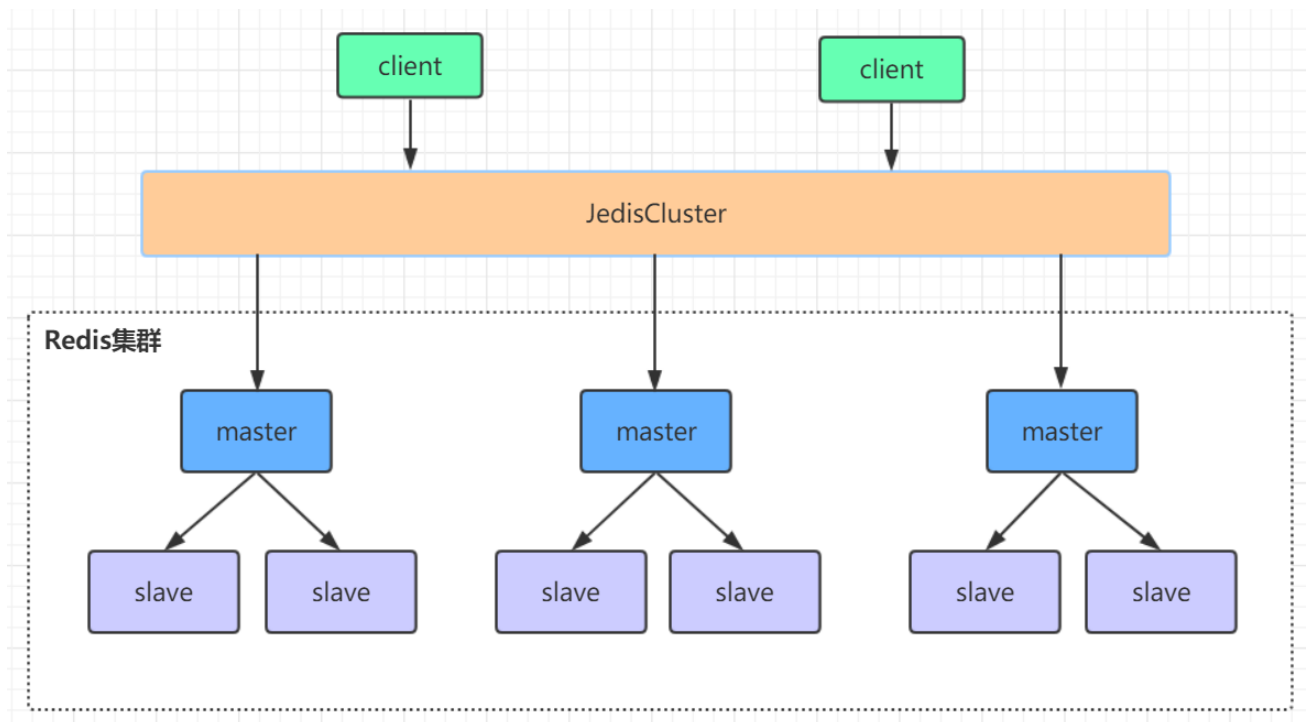 client
client
JedisCluster
Redis集群
master
master
master
slave
slave
slave
slave
slave
slave